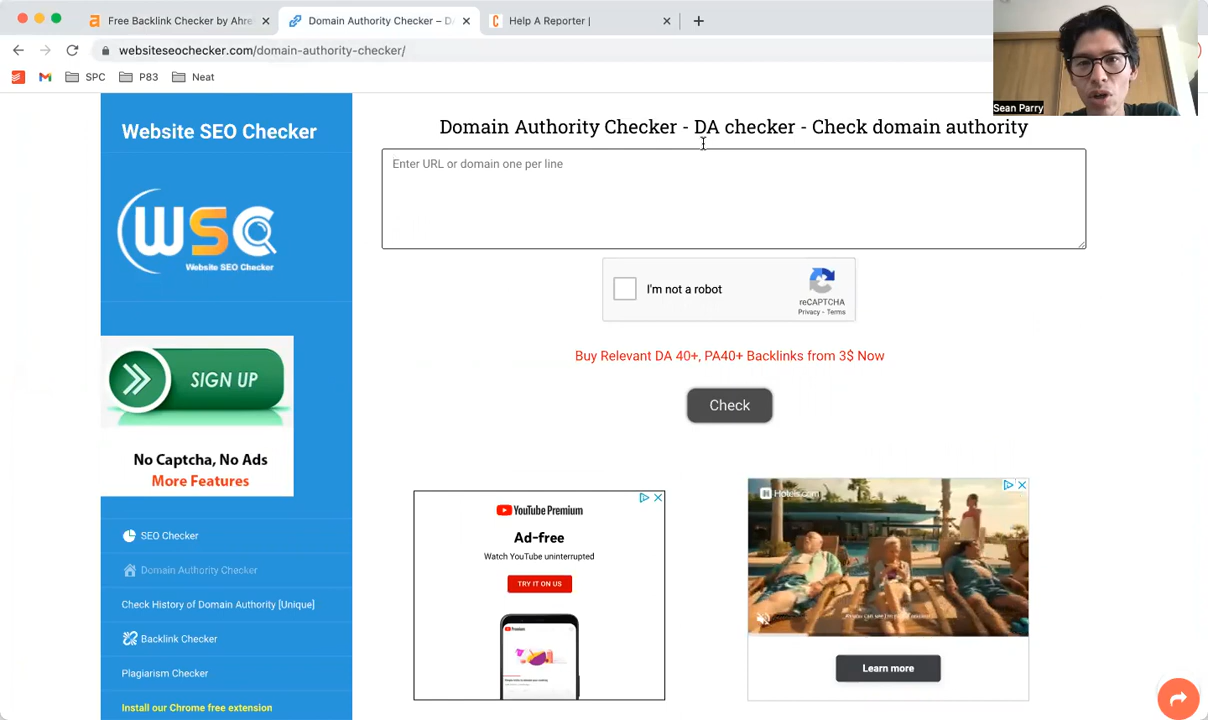 Free Backlink Checker by Ahre
Domain Authority Checker – D
Help A Reporter |
websiteseochecker.com/domain-authority-checker/
SPC
P83
Neat
Sean Parry
Website SEO Checker
WSC
Website SEO Checker
SIGN UP
No Captcha, No Ads
More Features
SEO Checker
Domain Authority Checker
Check History of Domain Authority [Unique]
Backlink Checker
Plagiarism Checker
Install our Chrome free extension
Domain Authority Checker - DA checker - Check domain authority
Enter URL or domain one per line
I'm not a robot
reCAPTCHA
Privacy - Terms
Buy Relevant DA 40+, PA40+ Backlinks from 3$ Now
Check
YouTube Premium
Ad-free
Watch YouTube uninterrupted
TRY IT ON US
Premium
Hotels.com
Learn more